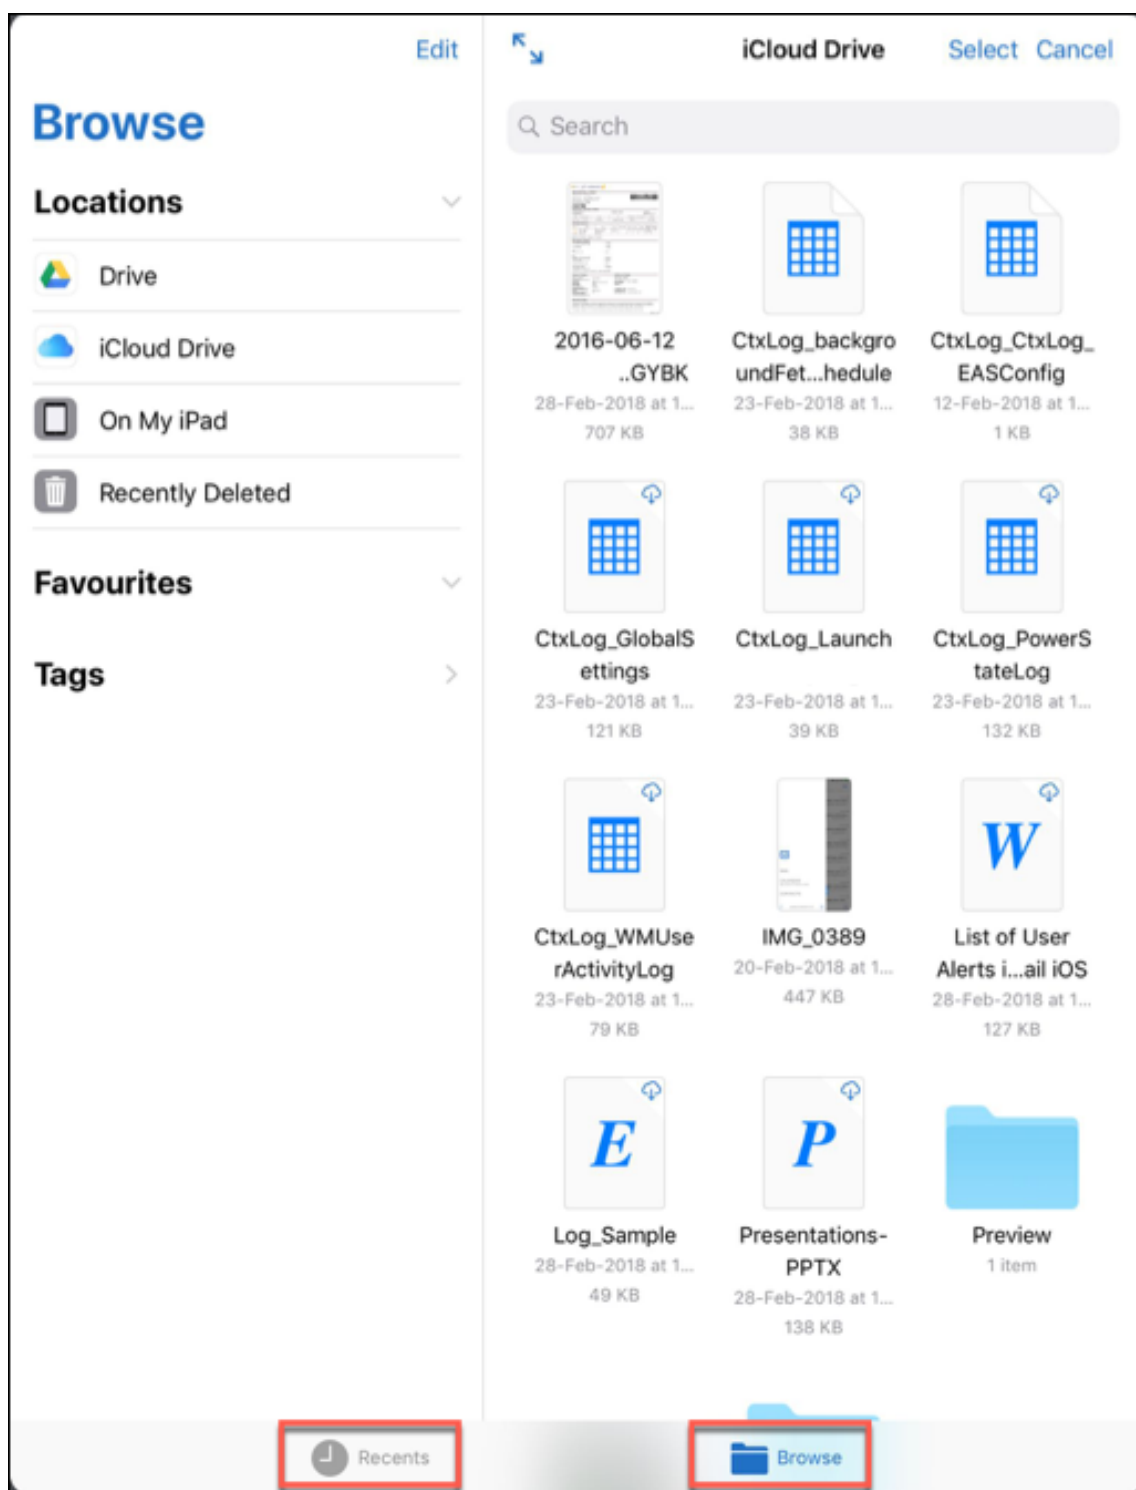 Edit
Browse
Locations
Drive
iCloud Drive
On My iPad
Recently Deleted
Favourites
Tags
iCloud Drive Select Cancel
Search
2016-06-12
..GYBK
28-Feb-2018 at 1...
707 KB
CtxLog_backgro
undFet...hedule
23-Feb-2018 at 1...
38 KB
CtxLog_CtxLog_
EASConfig
12-Feb-2018 at 1...
1 KB
CtxLog_GlobalS
ettings
23-Feb-2018 at 1...
121 KB
CtxLog_Launch
23-Feb-2018 at 1...
39 KB
CtxLog_PowerS
tateLog
23-Feb-2018 at 1...
132 KB
CtxLog_WMUse
rActivityLog
23-Feb-2018 at 1...
79 KB
IMG_0389
20-Feb-2018 at 1...
447 KB
W
List of User
Alerts i...ail iOS
28-Feb-2018 at 1...
127 KB
E
Log_Sample
28-Feb-2018 at 1...
49 KB
P
Presentations-
PPTX
28-Feb-2018 at 1...
138 KB
Preview
1 item
Recents
Browse